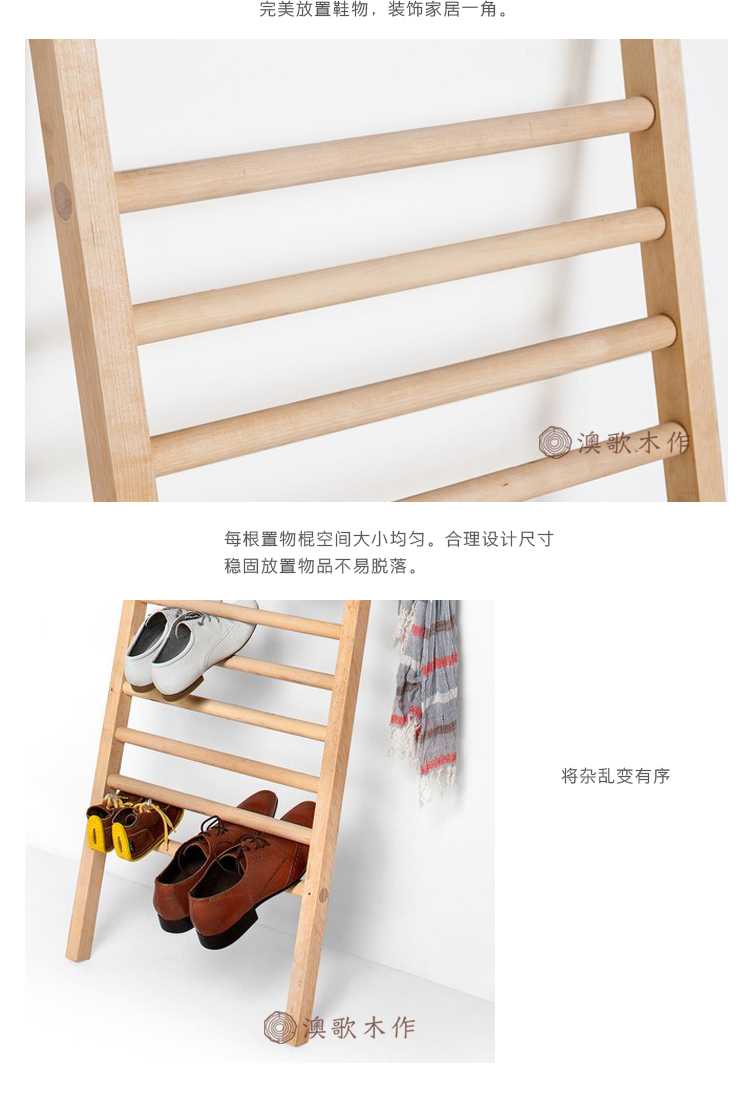 完美放置鞋物，装饰家居一角。
澳歌木作
每根置物棍空间大小均匀。合理设计尺寸
稳固放置物品不易脱落。
将杂乱变有序
澳歌木作